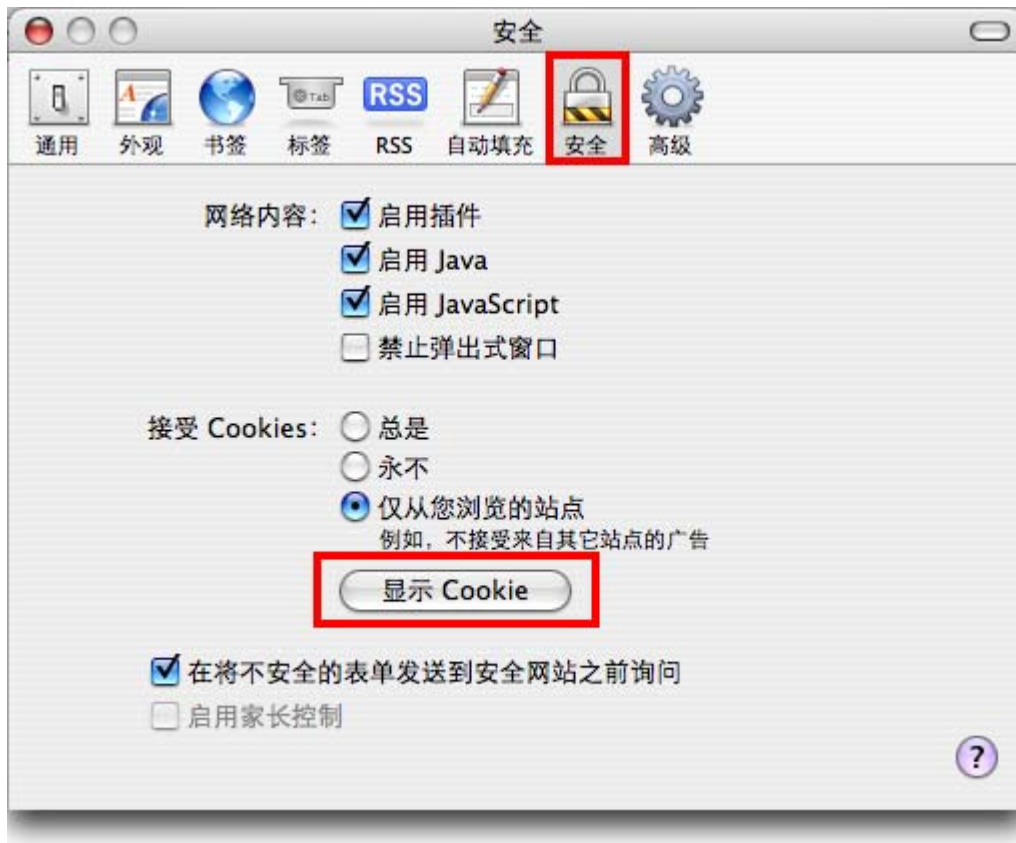 安全
Tab
RSS
通用 外观 书签 标签 RSS 自动填充 安全 高级
网络内容: 启用插件
启用 Java
启用 JavaScript
禁止弹出式窗口
接受 Cookies: 总是
永不
仅从您浏览的站点
例如，不接受来自其它站点的广告
显示 Cookie
在将不安全的表单发送到安全网站之前询问
启用家长控制
?